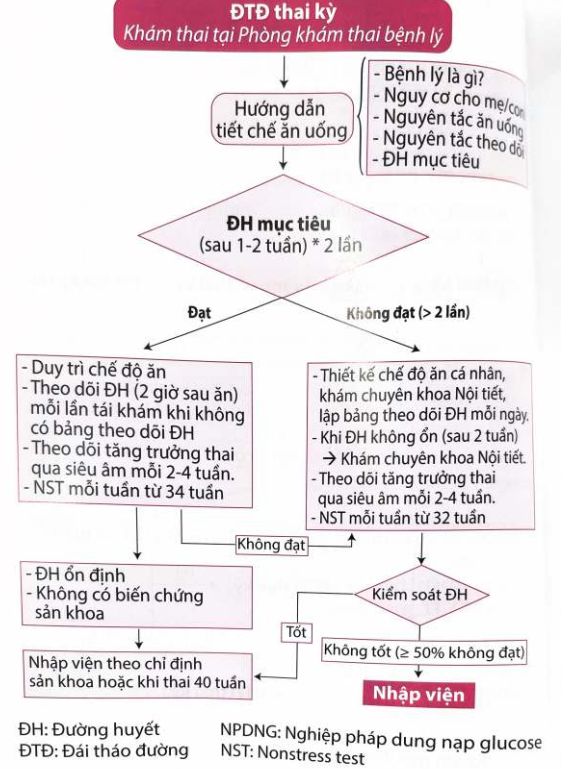 ĐTĐ thai kỳ
Khám thai tại Phòng khám thai bệnh lý
Hướng dẫn
tiết chế ăn uống
- Bệnh lý là gì?
- Nguy cơ cho mẹ/con
- Nguyên tắc ăn uống
- Nguyên tắc theo dõi
- ĐH mục tiêu
ĐH mục tiêu
(sau 1-2 tuần) * 2 lần
Đạt
Không đạt (> 2 lần)
- Duy trì chế độ ăn
- Theo dõi ĐH (2 giờ sau ăn)
mỗi lần tái khám khi không
có bảng theo dõi ĐH
- Theo dõi tăng trưởng thai
qua siêu âm mỗi 2-4 tuần.
- NST mỗi tuần từ 34 tuần
- Thiết kế chế độ ăn cá nhân,
khám chuyên khoa Nội tiết,
lập bảng theo dõi ĐH mỗi ngày.
- Khi ĐH không ổn (sau 2 tuần)
→ Khám chuyên khoa Nội tiết.
- Theo dõi tăng trưởng thai
qua siêu âm mỗi 2-4 tuần.
- NST mỗi tuần từ 32 tuần
Không đạt
- ĐH ổn định
- Không có biến chứng
sản khoa
Kiểm soát ĐH
Tốt
Không tốt (≥ 50% không đạt)
Nhập viện theo chỉ định
sản khoa hoặc khi thai 40 tuần
Nhập viện
ĐH: Đường huyết
ĐTĐ: Đái tháo đường
NPDNG: Nghiệp pháp dung nạp glucose
NST: Nonstress test